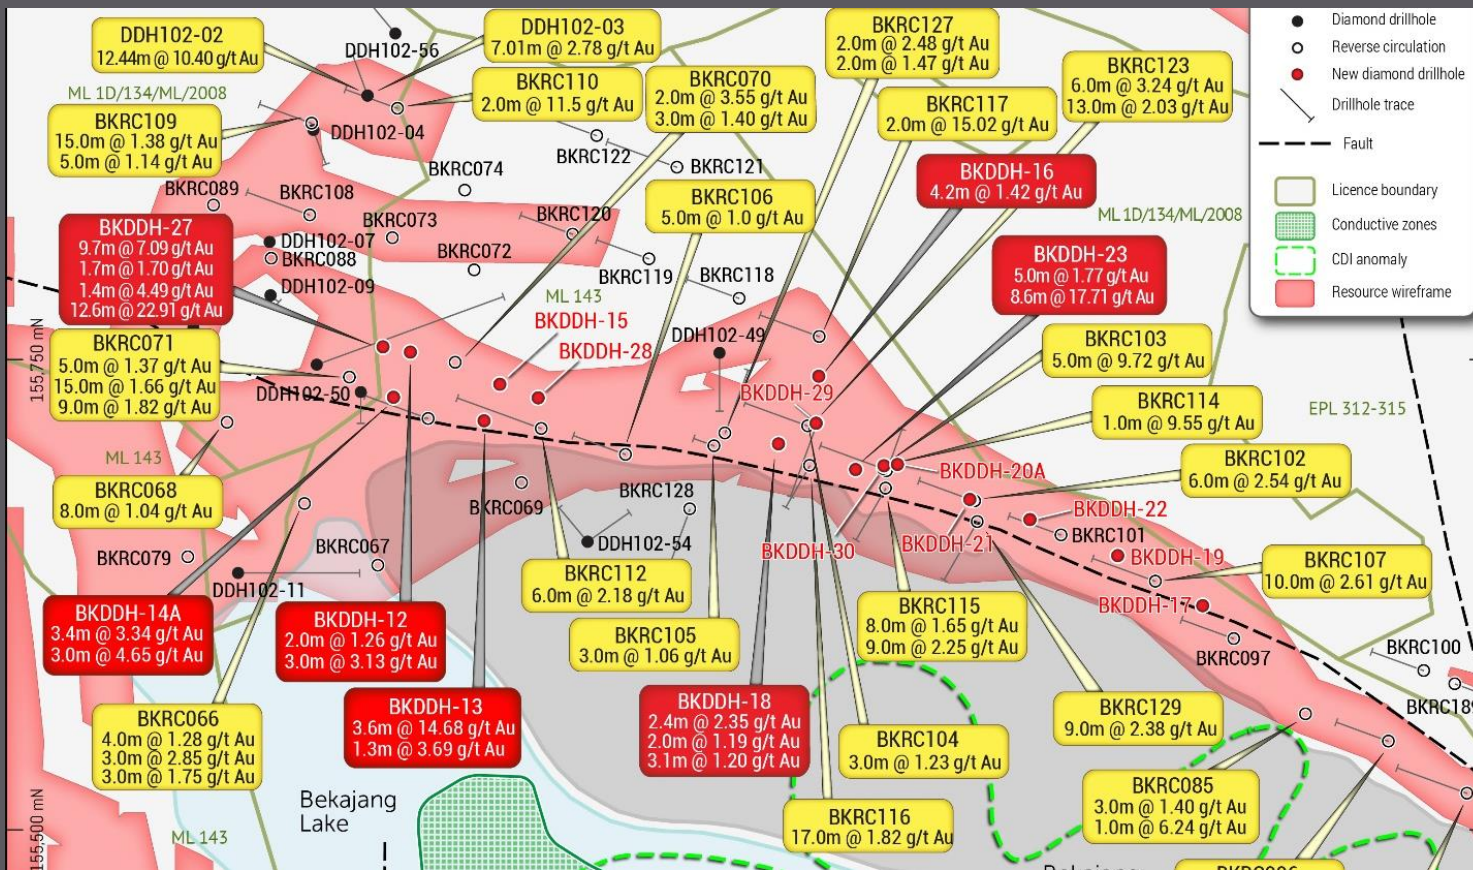 DDH102-02
12.44m @ 10.40 g/t Au
DDH102-56
DDH102-03
7.01m @ 2.78 g/t Au
BKRC110
2.0m @ 11.5 g/t Au
BKRC070
2.0m @ 3.55 g/t Au
3.0m @ 1.40 g/t Au
BKRC127
2.0m @ 2.48 g/t Au
2.0m @ 1.47 g/t Au
BKRC117
2.0m @ 15.02 g/t Au
BKRC123
6.0m @ 3.24 g/t Au
13.0m @ 2.03 g/t Au
Diamond drillhole
Reverse circulation
New diamond drillhole
Drillhole trace
Fault
Licence boundary
Conductive zones
CDI anomaly
Resource wireframe
ML 1D/134/ML/2008
BKRC109
15.0m @ 1.38 g/t Au
5.0m @ 1.14 g/t Au
DDH102-04
BKRC122
BKRC121
BKRC074
BKRC089
BKRC108
BKRC073
BKRC120
BKRC106
5.0m @ 1.0 g/t Au
BKDDH-16
4.2m @ 1.42 g/t Au
ML 1D/134/ML/2008
BKDDH-27
9.7m @ 7.09 g/t Au
1.7m @ 1.70 g/t Au
1.4m @ 4.49 g/t Au
12.6m @ 22.91 g/t Au
DDH102-07
BKRC088
DDH102-09
BKRC072
BKRC119
BKRC118
BKDDH-23
5.0m @ 1.77 g/t Au
8.6m @ 17.71 g/t Au
ML 143
BKDDH-15
BKDDH-28
DDH102-49
BKRC103
5.0m @ 9.72 g/t Au
155,750 mN
BKRC071
5.0m @ 1.37 g/t Au
15.0m @ 1.66 g/t Au
9.0m @ 1.82 g/t Au
DDH102-50
BKDDH-29
BKRC114
1.0m @ 9.55 g/t Au
EPL 312-315
ML 143
BKRC068
8.0m @ 1.04 g/t Au
BKRC069
BKRC128
DDH102-54
BKDDH-20A
BKRC102
6.0m @ 2.54 g/t Au
BKDDH-22
BKRC101
BKDDH-30
BKDDH-21
BKDDH-19
BKRC107
10.0m @ 2.61 g/t Au
BKRC079
BKRC067
DDH102-11
BKRC112
6.0m @ 2.18 g/t Au
BKDDH-17
BKDDH-14A
3.4m @ 3.34 g/t Au
3.0m @ 4.65 g/t Au
BKDDH-12
2.0m @ 1.26 g/t Au
3.0m @ 3.13 g/t Au
BKRC105
3.0m @ 1.06 g/t Au
BKRC115
8.0m @ 1.65 g/t Au
9.0m @ 2.25 g/t Au
BKRC097
BKRC100
BKRC189
BKRC066
4.0m @ 1.28 g/t Au
3.0m @ 2.85 g/t Au
3.0m @ 1.75 g/t Au
BKDDH-13
3.6m @ 14.68 g/t Au
1.3m @ 3.69 g/t Au
BKDDH-18
2.4m @ 2.35 g/t Au
2.0m @ 1.19 g/t Au
3.1m @ 1.20 g/t Au
BKRC104
3.0m @ 1.23 g/t Au
BKRC129
9.0m @ 2.38 g/t Au
BKRC116
17.0m @ 1.82 g/t Au
BKRC085
3.0m @ 1.40 g/t Au
1.0m @ 6.24 g/t Au
Bekajang
Lake
ML 143
155,500 mN